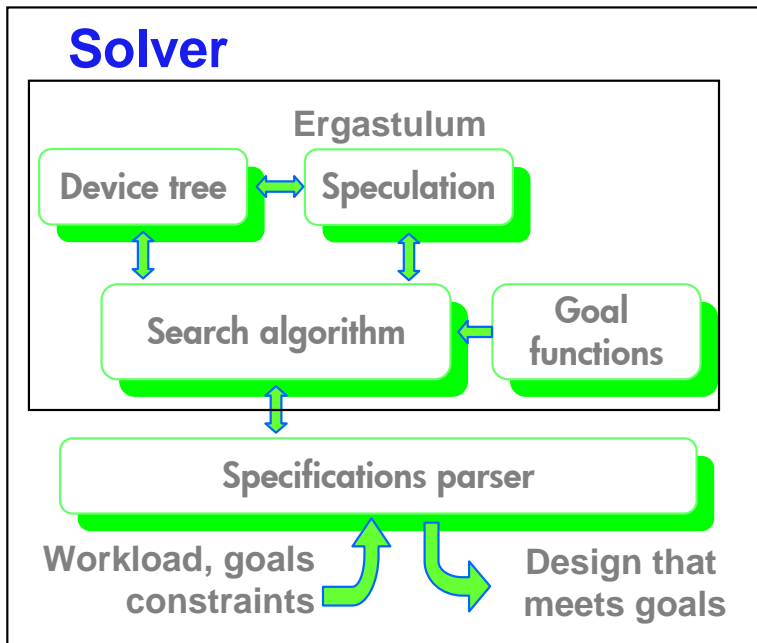 Solver
Ergastulum
Device tree
Speculation
Search algorithm
Goal
functions
Specifications parser
Workload, goals
constraints
Design that
meets goals